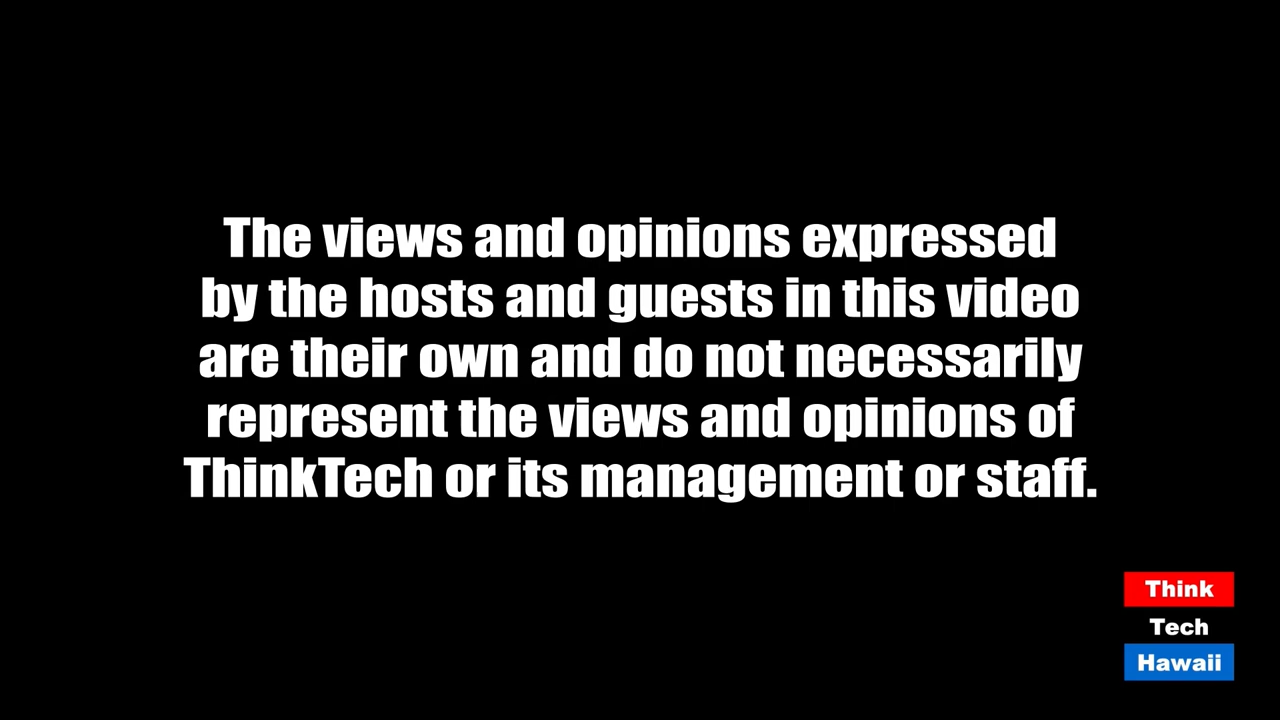 The views and opinions expressed
by the hosts and guests in this video
are their own and do not necessarily
represent the views and opinions of
ThinkTech or its management or staff.
Think
Tech
Hawaii